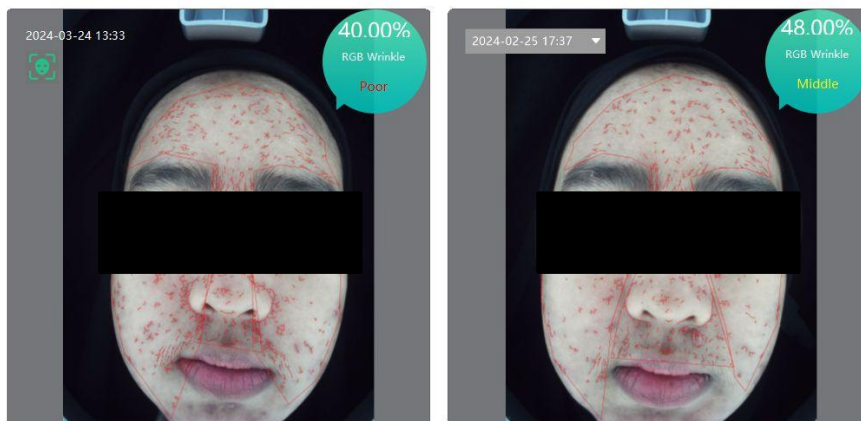 2024-03-24 13:33
40.00%
RGB Wrinkle
Poor
2024-02-25 17:37
48.00%
RGB Wrinkle
Middle